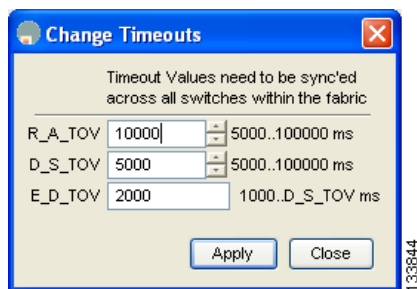 Change Timeouts
Timeout Values need to be sync'ed
across all switches within the fabric
R_A_TOV 10000 5000..100000 ms
D_S_TOV 5000 5000..100000 ms
E_D_TOV 2000 1000..D_S_TOV ms
Apply Close
133844